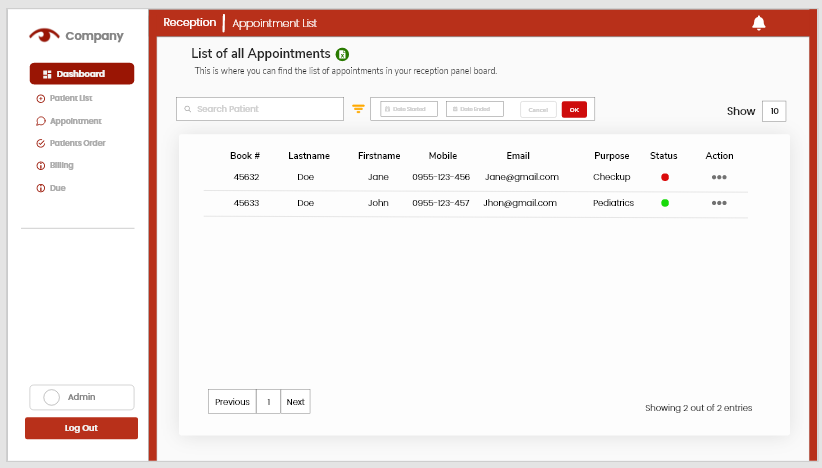 Company
Dashboard
Patient List
Appointment
Patients Order
Billing
Due
Admin
Log Out
Reception | Appointment List
List of all Appointments
This is where you can find the list of appointments in your reception panel board.
Search Patient
Date Started
Date Ended
Cancel
OK
Show 10
Book # Lastname Firstname Mobile Email Purpose Status Action
45632 Doe Jane 0955-123-456 Jane@gmail.com Checkup
45633 Doe John 0955-123-457 Jhon@gmail.com Pediatrics
Previous 1 Next
Showing 2 out of 2 entries